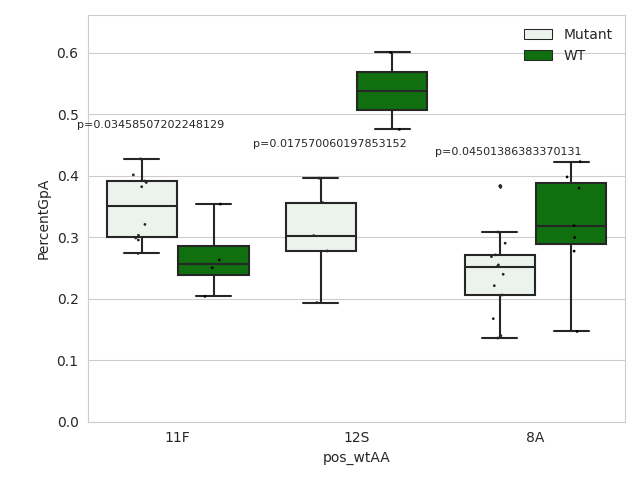 Mutant
WT
0.6
0.5
0.4
0.3
0.2
0.1
0.0
PercentGpA
p=0.03458507202248129
p=0.017570060197853152
p=0.04501386383370131
11F
12S
8A
pos_wtAA